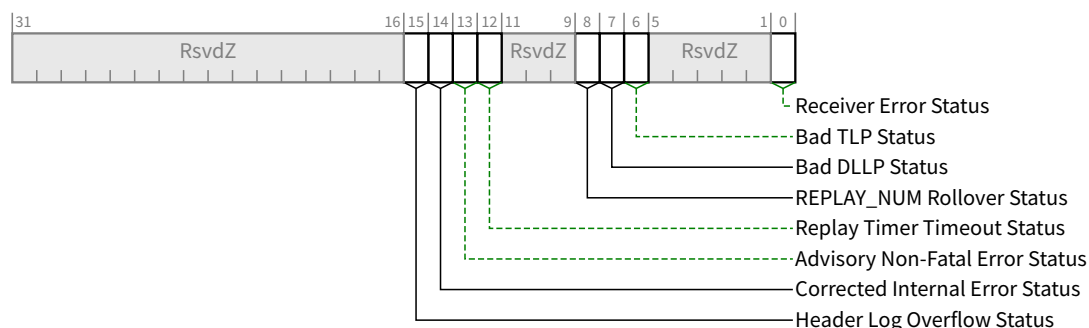 31 16 15 14 13 12 11 9 8 7 6 5 1 0
RsvdZ RsvdZ RsvdZ
Receiver Error Status
Bad TLP Status
Bad DLLP Status
REPLAY_NUM Rollover Status
Replay Timer Timeout Status
Advisory Non-Fatal Error Status
Corrected Internal Error Status
Header Log Overflow Status